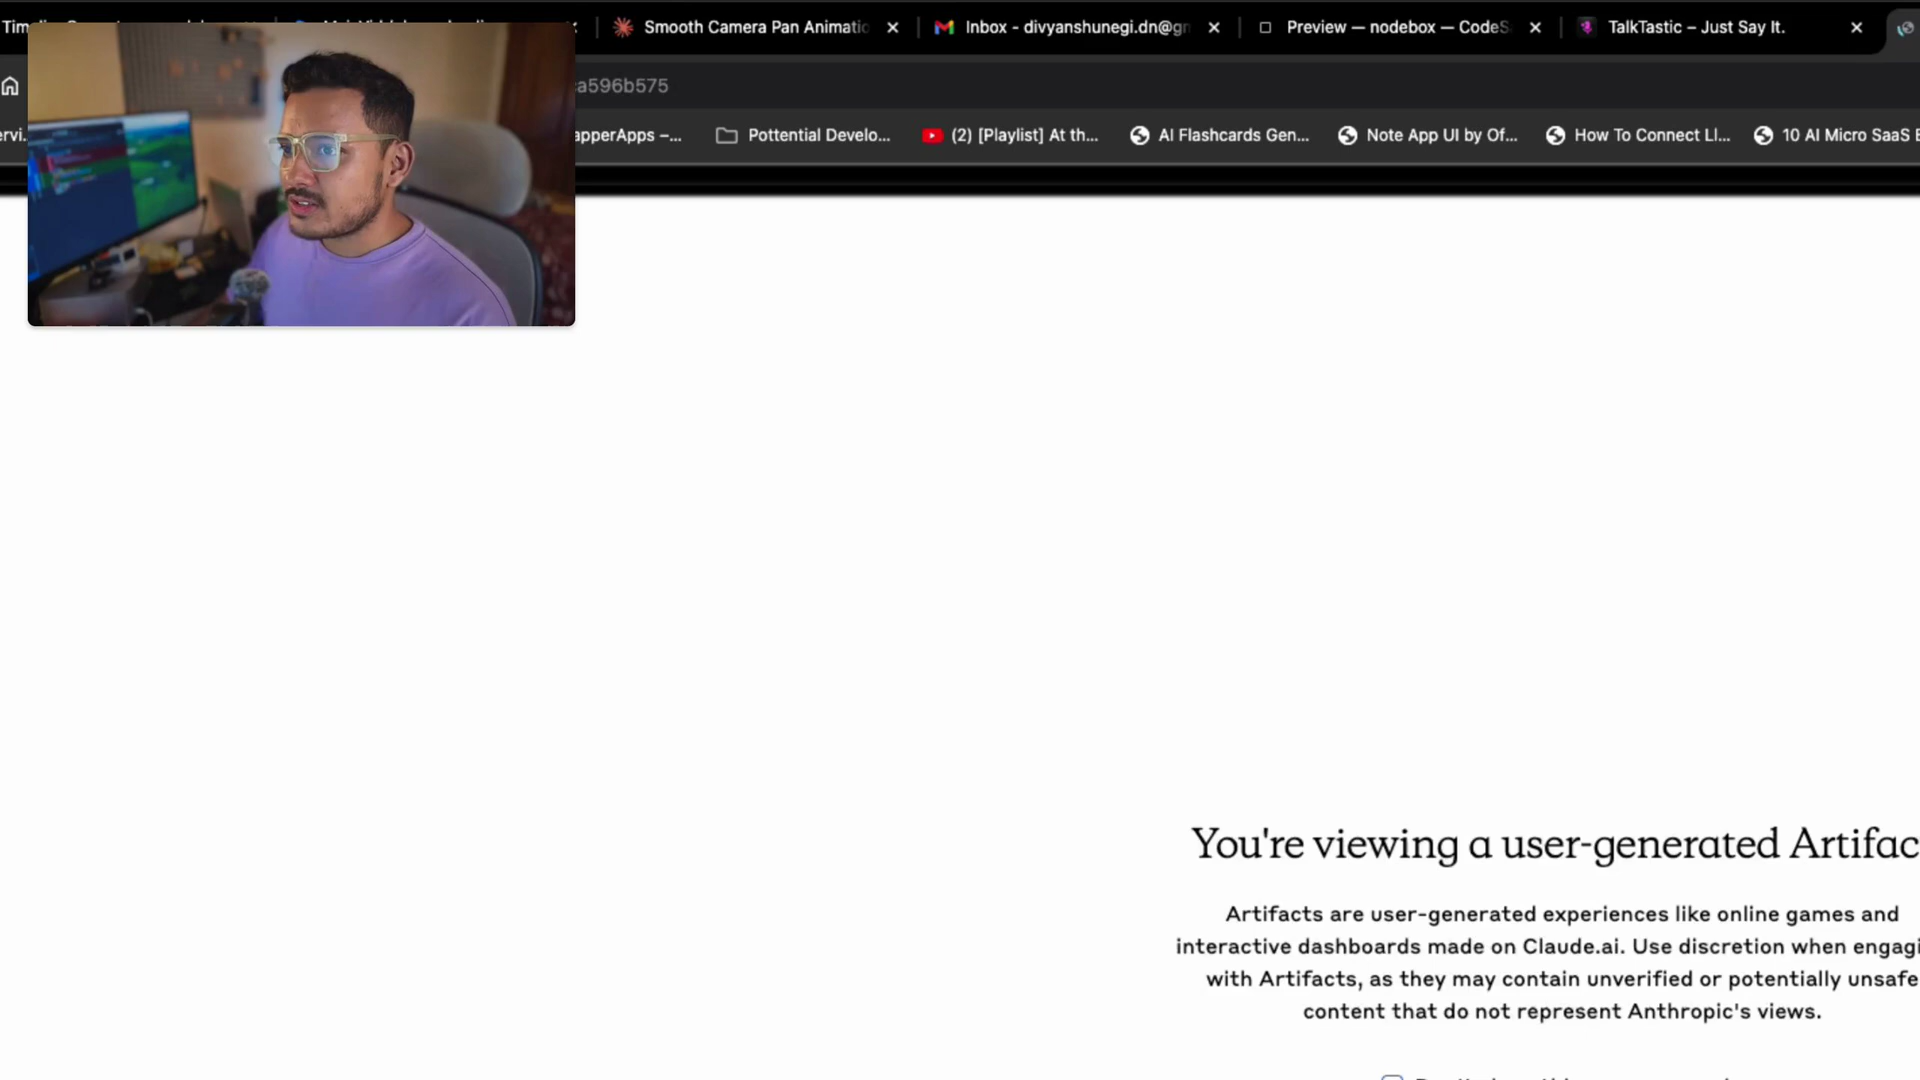 Smooth Camera Pan Animatio
Inbox - divyanshunegi.dn@gn
Preview — nodebox — CodeS
TalkTastic – Just Say It.
a596b575
ervi...
apperApps –...
Pottential Develo...
(2) [Playlist] At th...
AI Flashcards Gen...
Note App UI by Of...
How To Connect Ll...
10 AI Micro SaaS
You're viewing a user-generated Artifac
Artifacts are user-generated experiences like online games and
interactive dashboards made on Claude.ai. Use discretion when engagi
with Artifacts, as they may contain unverified or potentially unsafe
content that do not represent Anthropic's views.